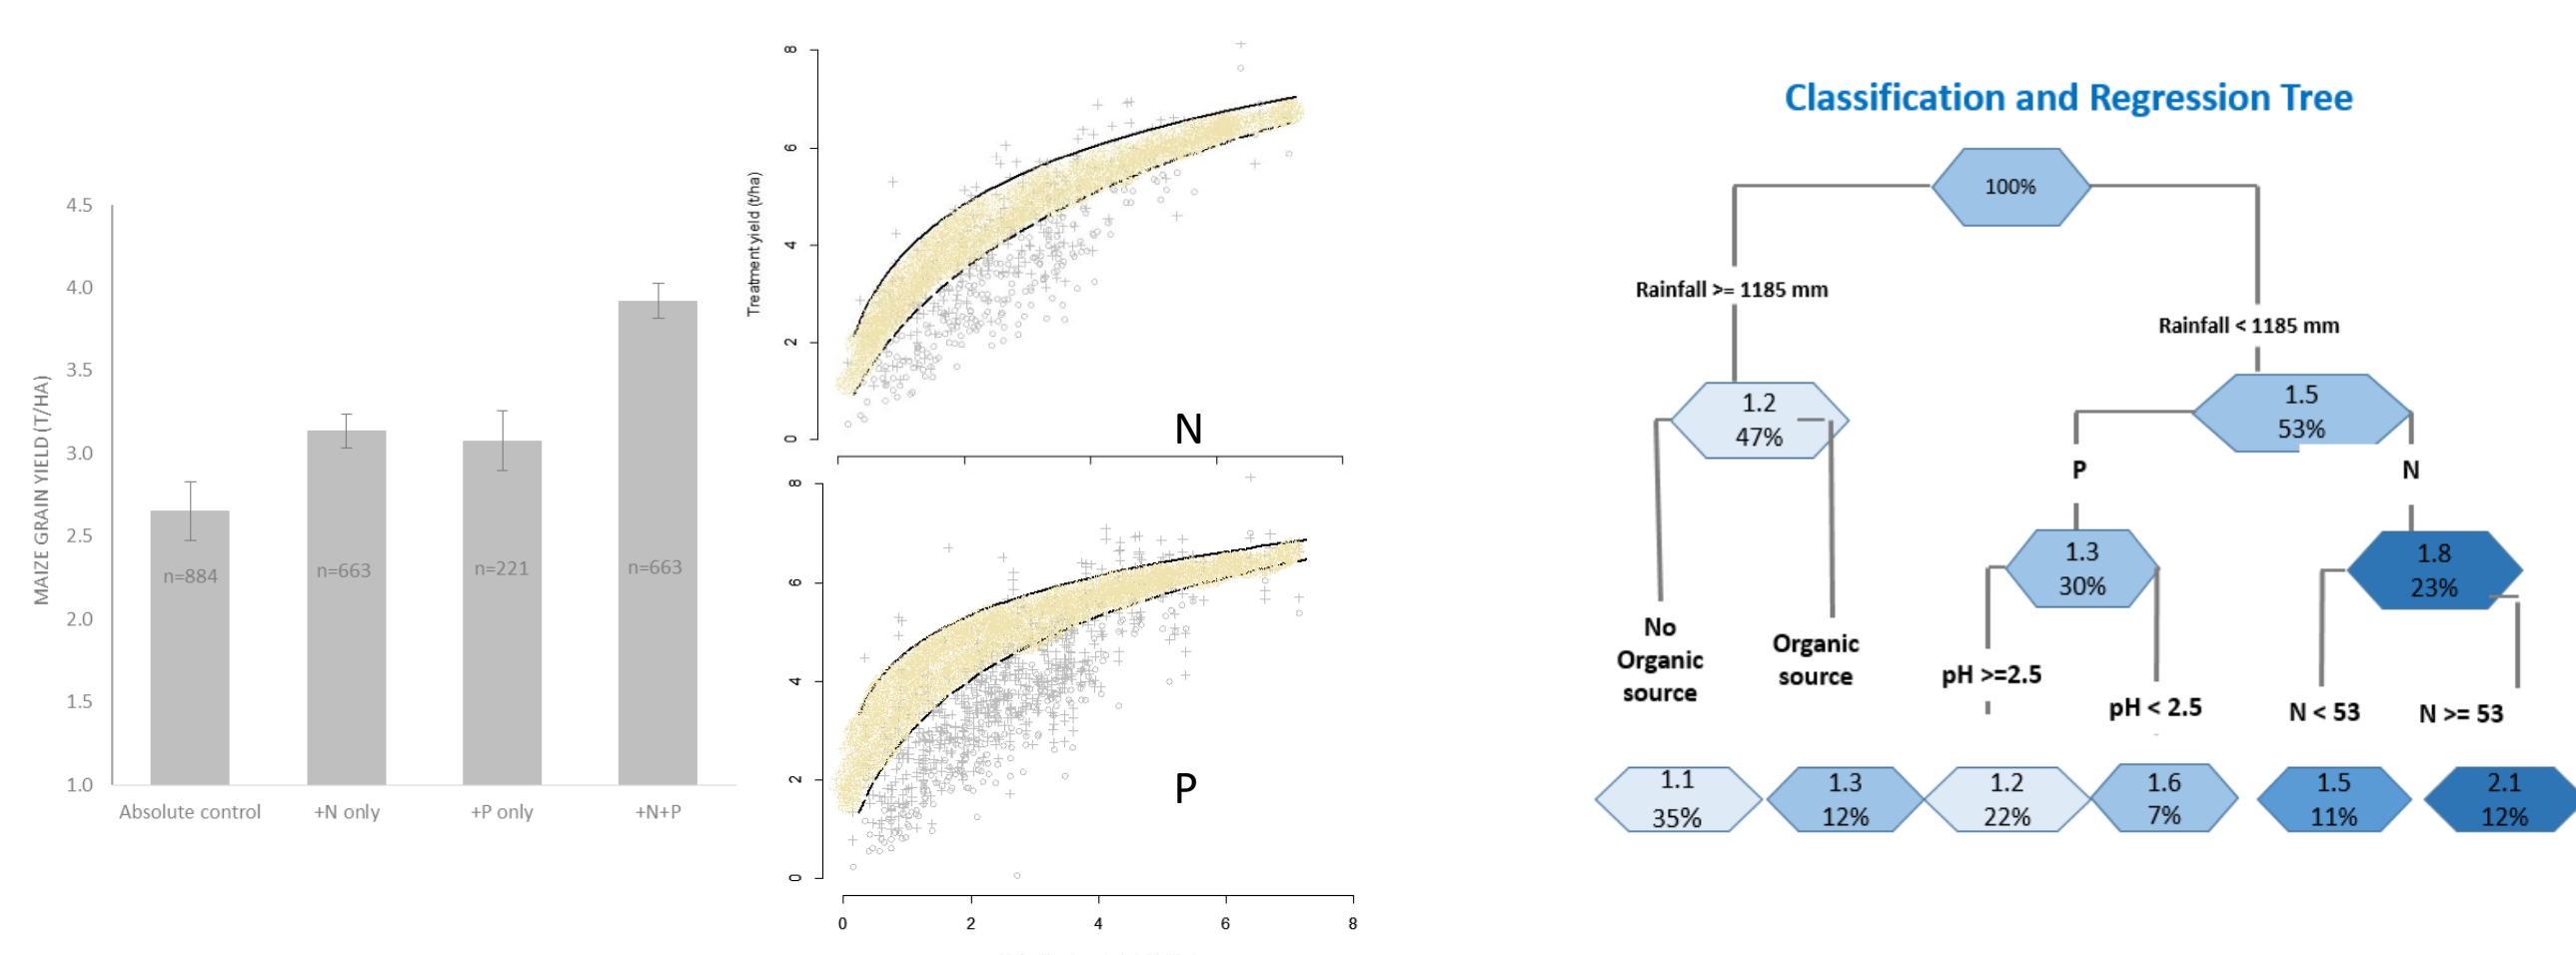 4.5
4.0
3.5
3.0
2.5
2.0
1.5
1.0
MAIZE GRAIN YIELD (T/HA)
n=884
n=663
n=221
n=663
Absolute control
+N only
+P only
+N+P
Treatment yield (t/ha)
8
6
4
2
0
N
8
6
4
2
0
P
0
2
4
6
8
Classification and Regression Tree
100%
Rainfall >= 1185 mm
Rainfall < 1185 mm
1.2
47%
1.5
53%
P
N
1.3
30%
1.8
23%
No
Organic
source
Organic
source
pH >=2.5
pH < 2.5
N < 53
N >= 53
1.1
35%
1.3
12%
1.2
22%
1.6
7%
1.5
11%
2.1
12%